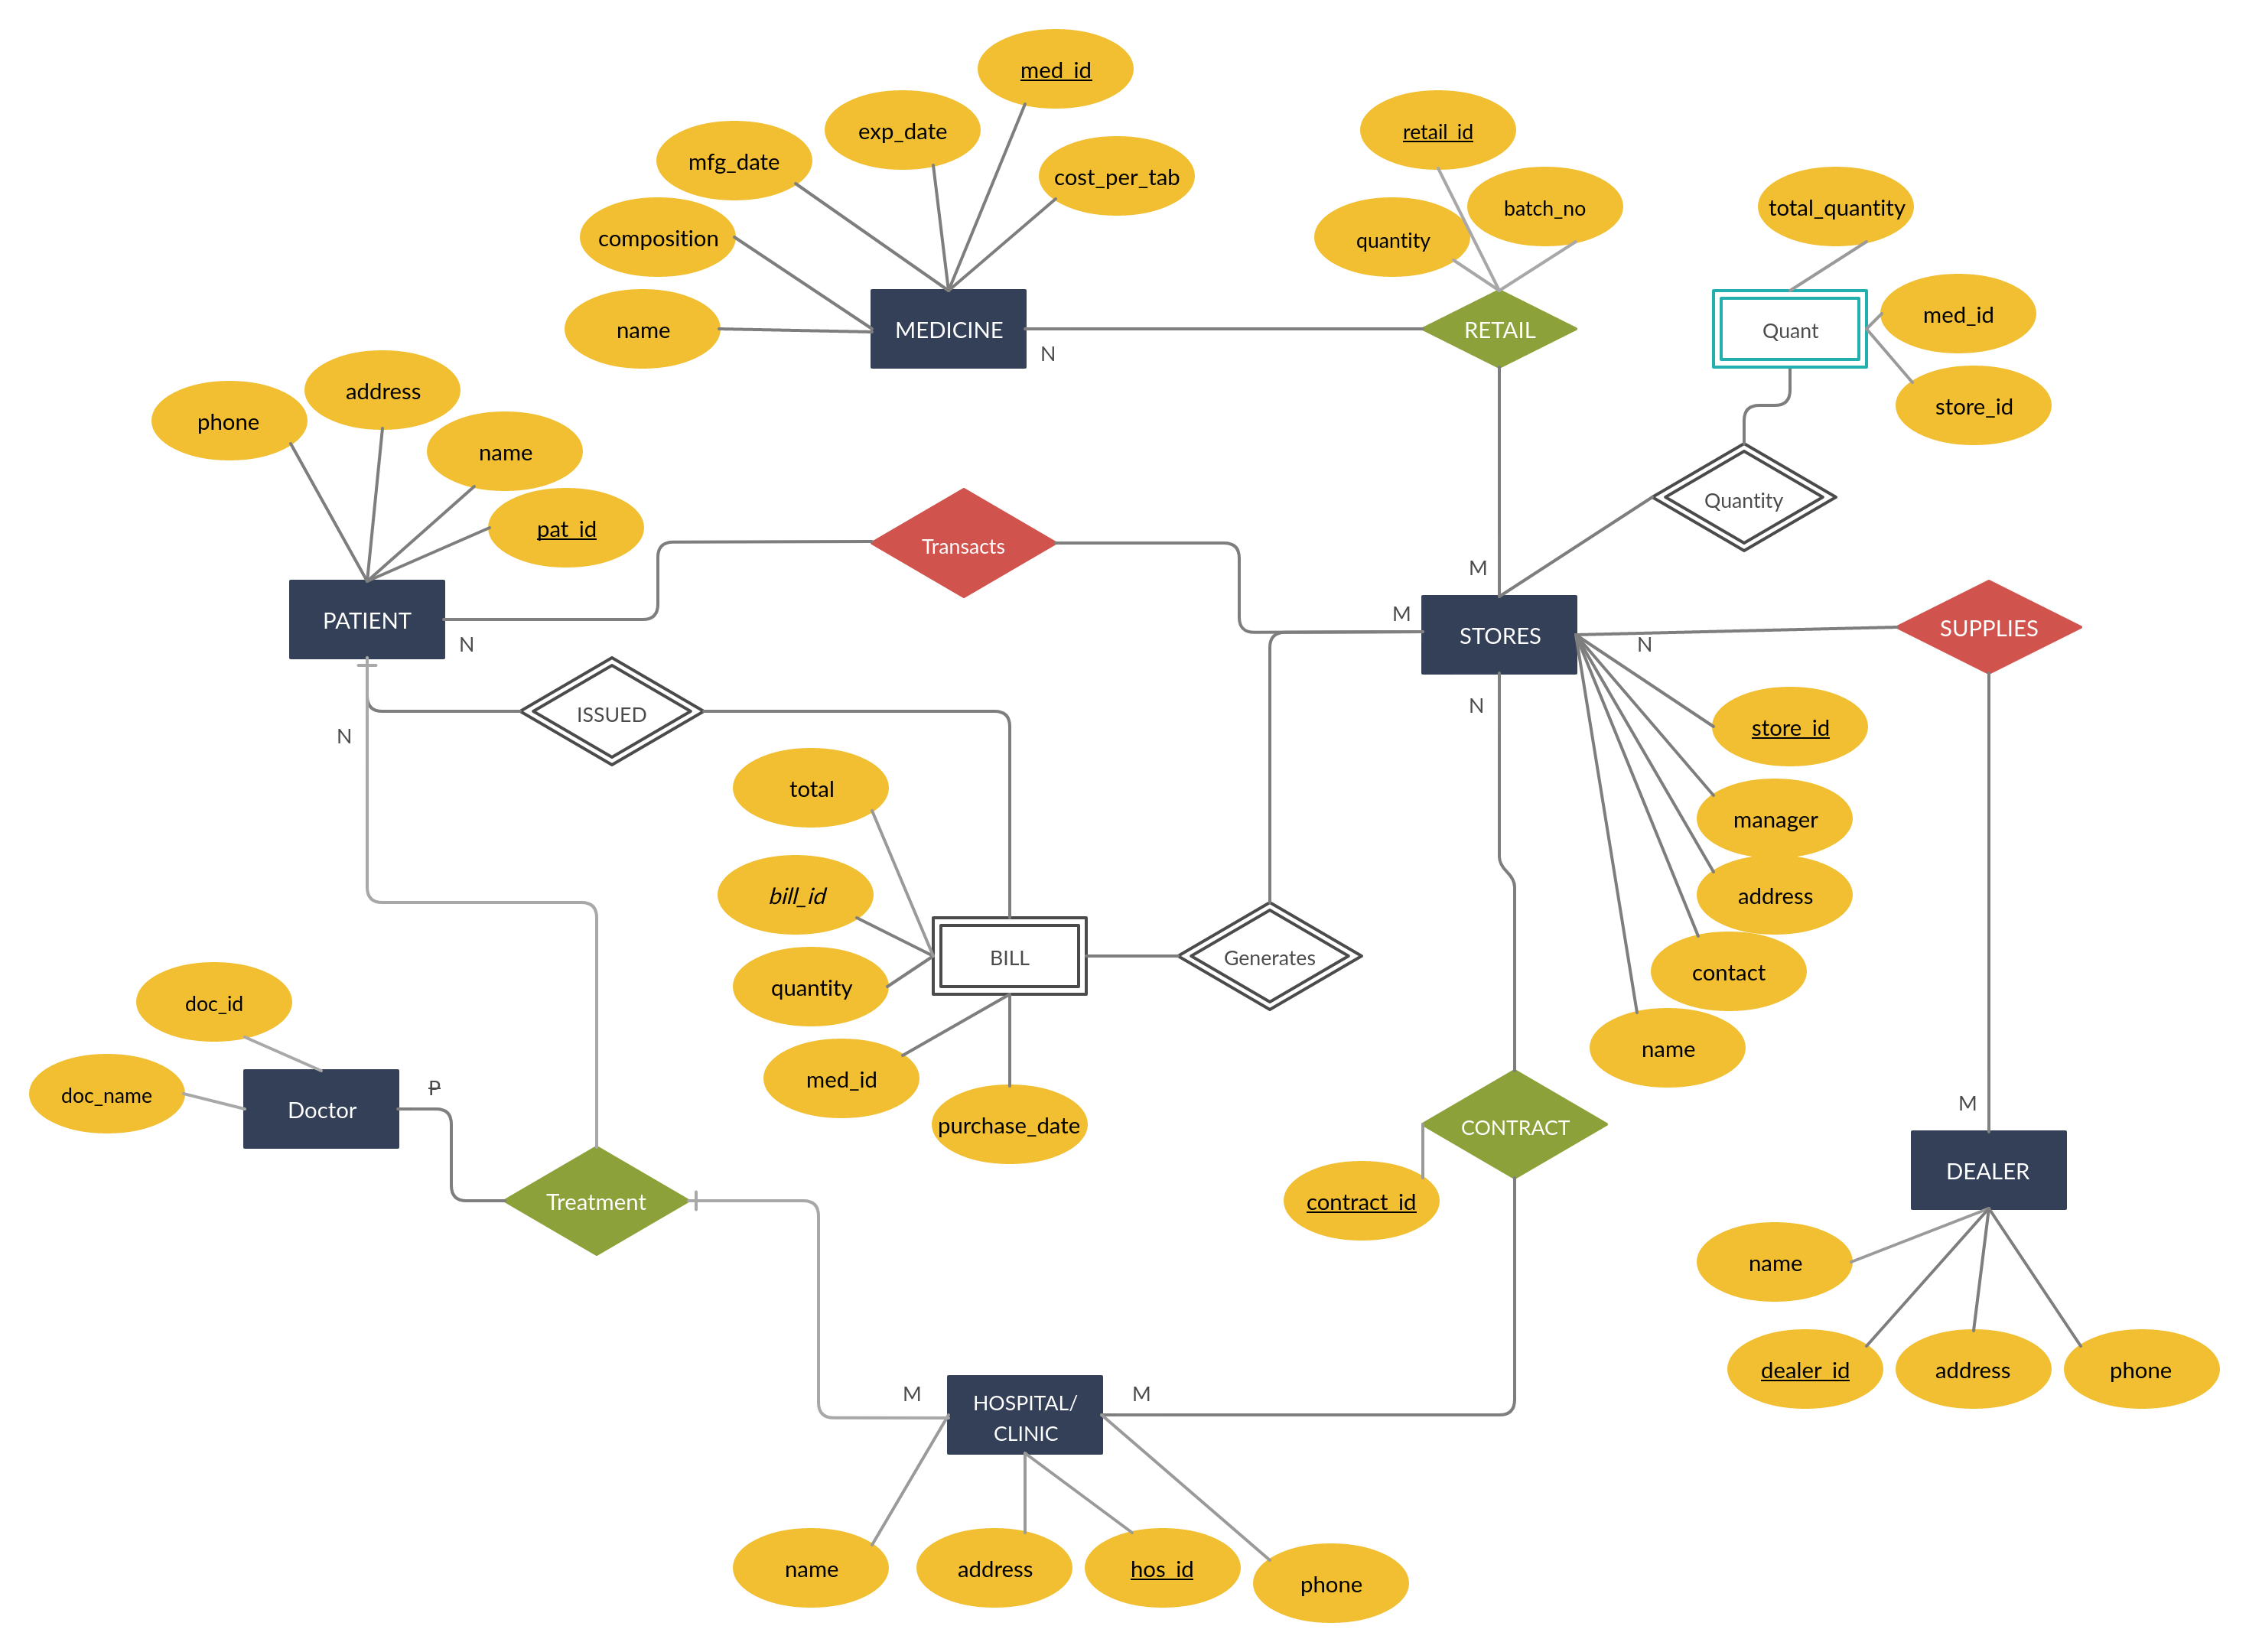 med_id
exp_date
retail_id
mfg_date
cost_per_tab
batch_no
total_quantity
composition
quantity
name
MEDICINE
RETAIL
Quant
med_id
N
address
phone
store_id
name
Quantity
pat_id
Transacts
M
M
PATIENT
STORES
SUPPLIES
N
N
ISSUED
N
N
store_id
total
manager
bill_id
address
BILL
Generates
contact
quantity
doc_id
name
med_id
doc_name
Doctor
P
purchase_date
CONTRACT
M
DEALER
Treatment
contract_id
name
M
HOSPITAL/
CLINIC
M
dealer_id
address
phone
name
address
hos_id
phone